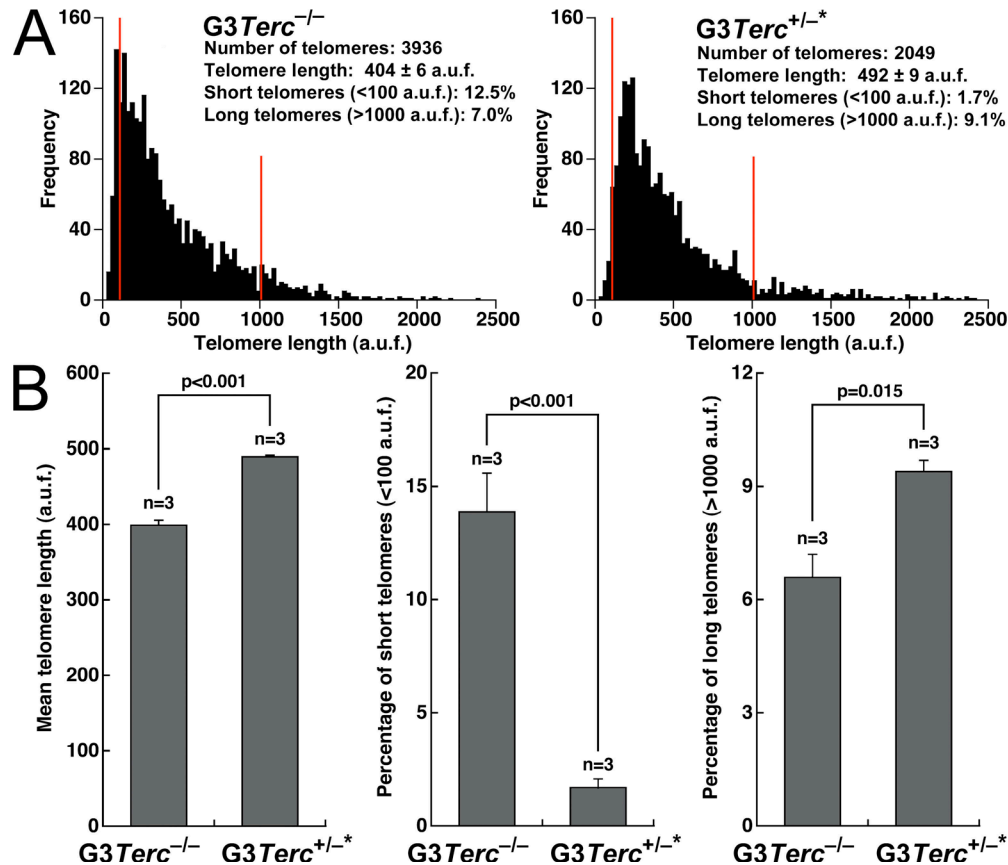 A
G3Terc–/–
Number of telomeres: 3936
Telomere length: 404 ± 6 a.u.f.
Short telomeres (<100 a.u.f.): 12.5%
Long telomeres (>1000 a.u.f.): 7.0%
Frequency
160
120
80
40
0
0 500 1000 1500 2000 2500
Telomere length (a.u.f.)
G3Terc+/–*
Number of telomeres: 2049
Telomere length: 492 ± 9 a.u.f.
Short telomeres (<100 a.u.f.): 1.7%
Long telomeres (>1000 a.u.f.): 9.1%
Frequency
160
120
80
40
0
0 500 1000 1500 2000 2500
Telomere length (a.u.f.)
B
Mean telomere length (a.u.f.)
600
500
400
300
200
100
0
p<0.001
n=3
n=3
G3Terc–/– G3Terc+/–*
Percentage of short telomeres (<100 a.u.f.)
20
15
10
5
0
p<0.001
n=3
n=3
G3Terc–/– G3Terc+/–*
Percentage of long telomeres (>1000 a.u.f.)
12
9
6
3
0
p=0.015
n=3
n=3
G3Terc–/– G3Terc+/–*